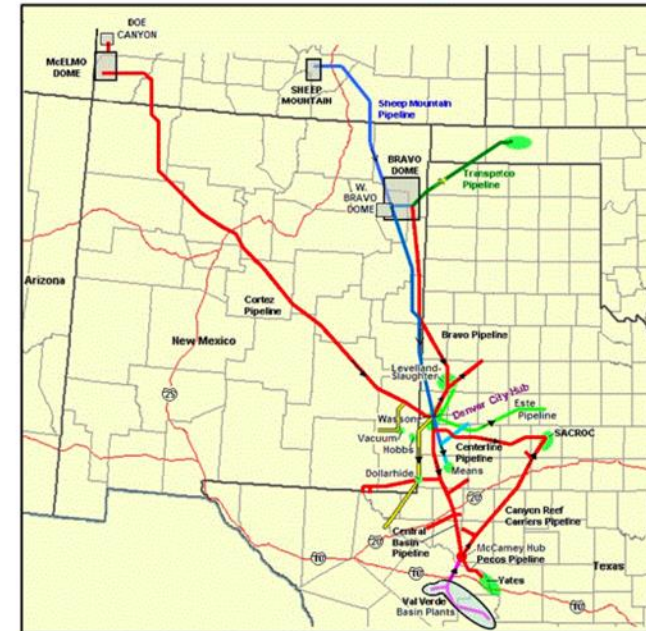 DOE
CANYON
McELMO
DOME
SHEEP
MOUNTAIN
Sheep Mountain
Pipeline
BRAVO
DOME
Transpetco
Pipeline
W.
BRAVO
DOME
Arizona
Cortez
Pipeline
New Mexico
25
Bravo Pipeline
Levelland-
Slaughter
Denver City Hub
Este
Pipeline
Wasson
Vacuum
Hobbs
SACROC
Centerline
Pipeline
Means
Dollarhide
20
Canyon Reef
Carriers Pipeline
Central
Basin
Pipeline
20
10
McCamey Hub
Pecos Pipeline
Texas
10
Yates
Val Verde
Basin Plants
10